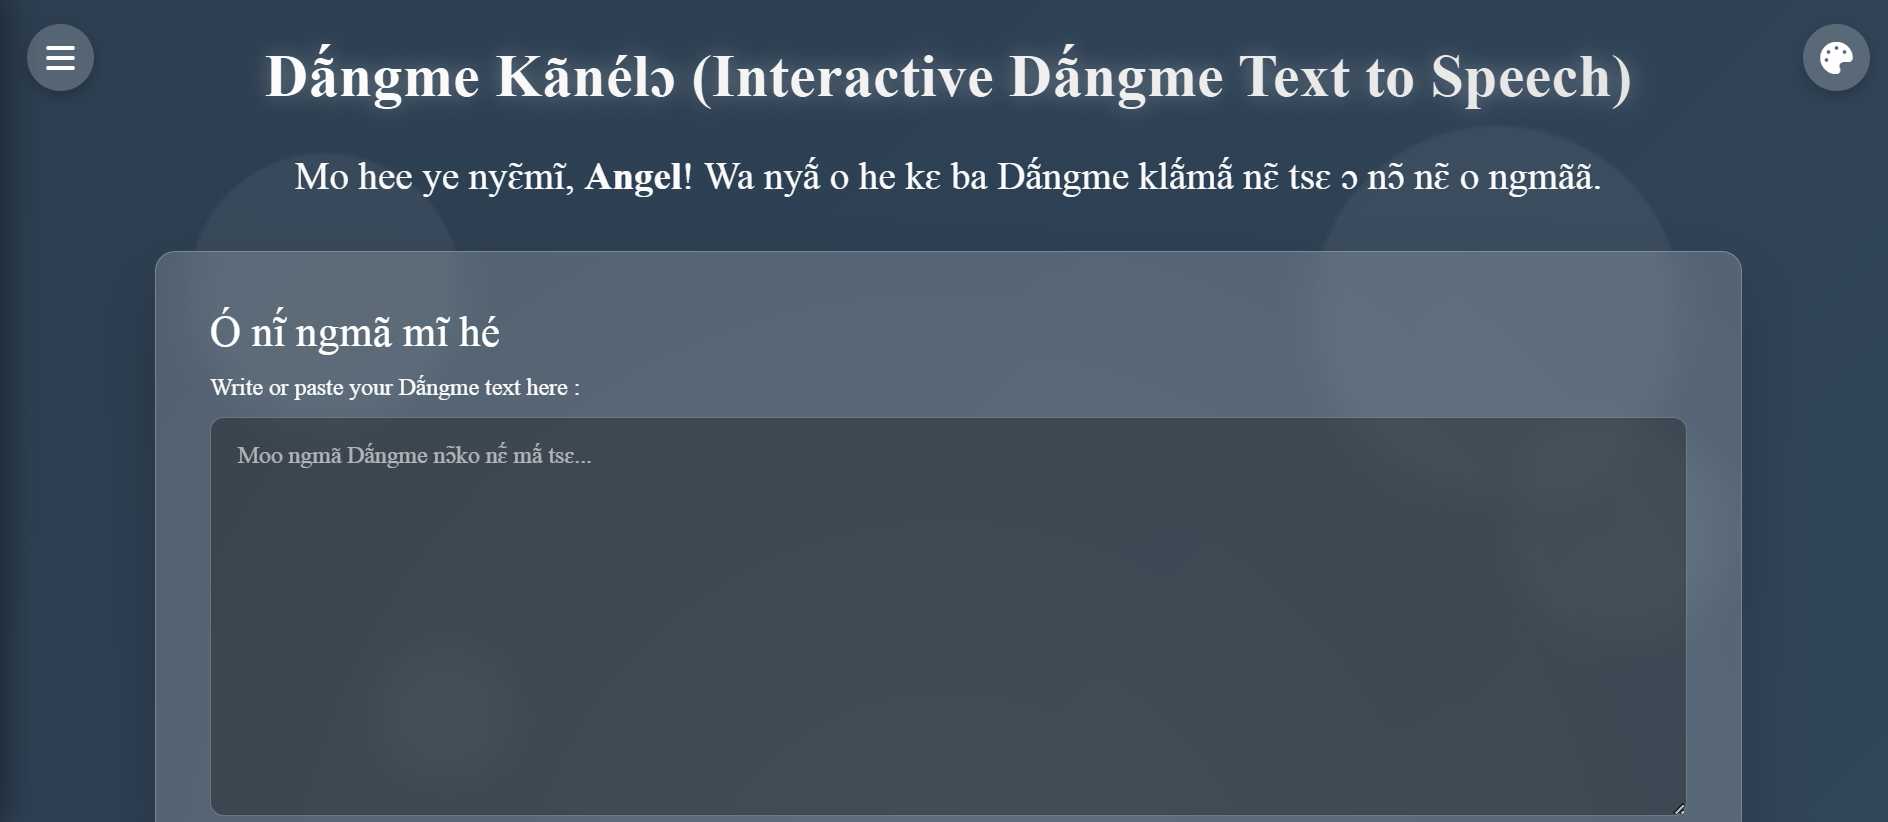 Dã́ngme Kãnélɔ (Interactive Dã́ngme Text to Speech)
Mo hee ye nyɛ̃mĩ, Angel! Wa nyã́ o he kɛ ba Dã́ngme klã́mã́ nɛ̃ tsɛ ɔ nɔ̃ nɛ̃ o ngmãã.
Ó nĩ́ ngmã mĩ hé
Write or paste your Dã́ngme text here :
Moo ngmã Dã́ngme nɔ̃ko nɛ̃́ mã́ tsɛ...